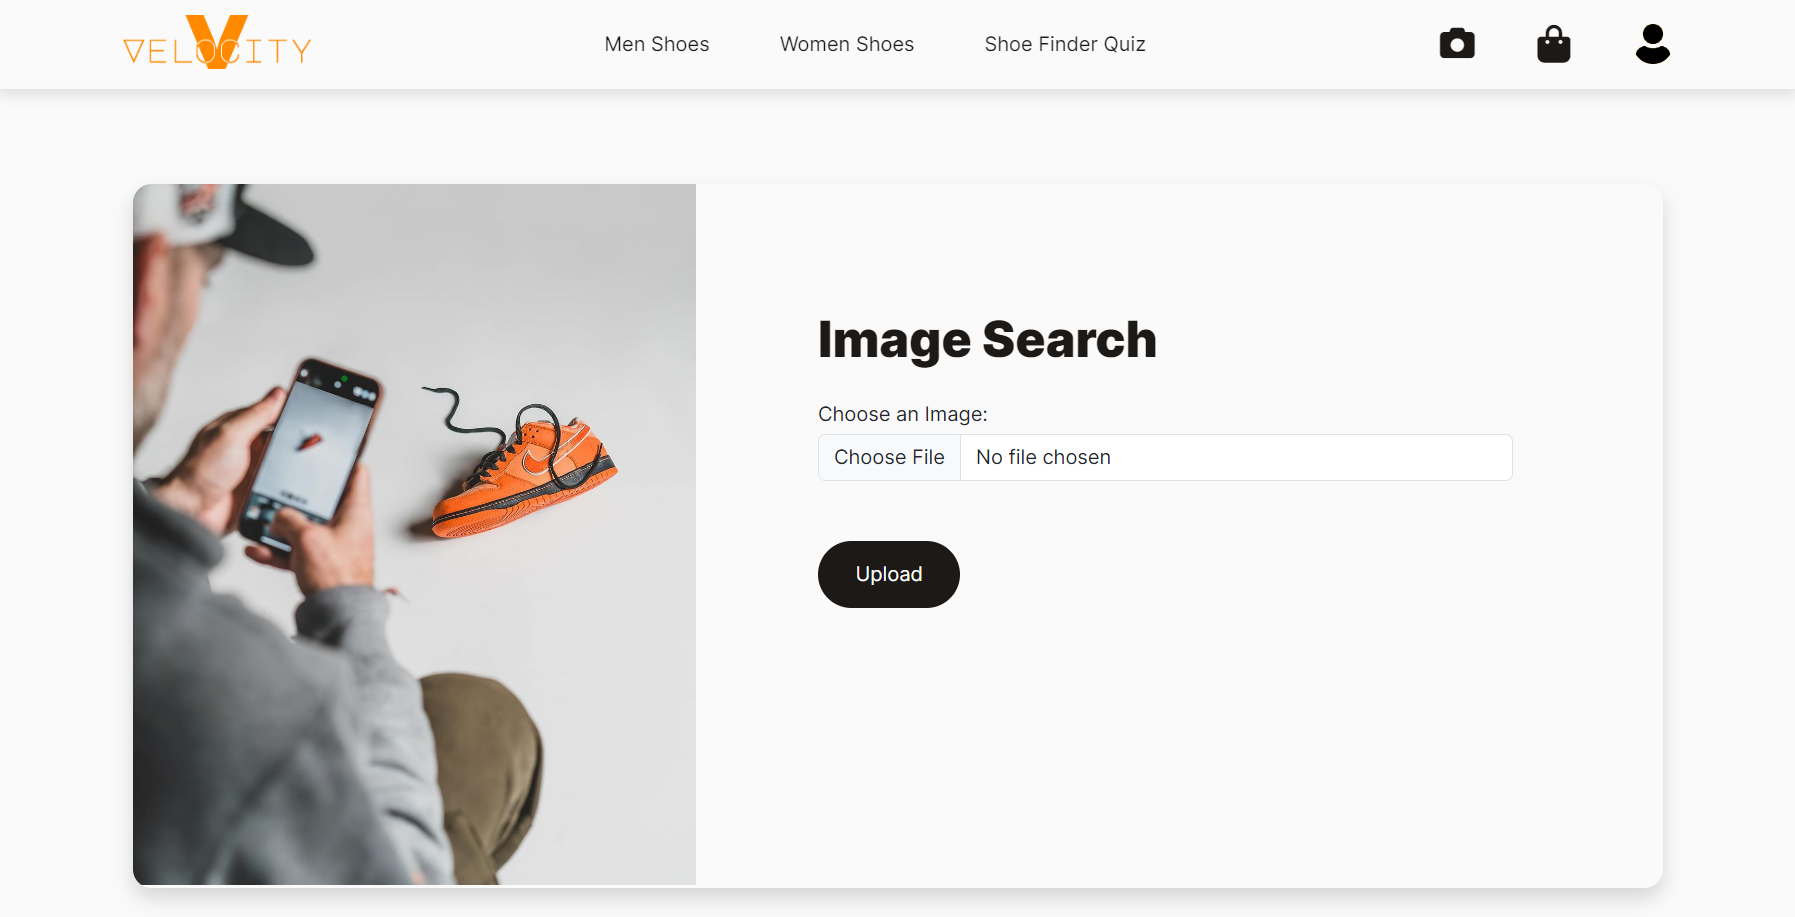 VELOCITY
Men Shoes
Women Shoes
Shoe Finder Quiz
Image Search
Choose an Image:
Choose File
No file chosen
Upload